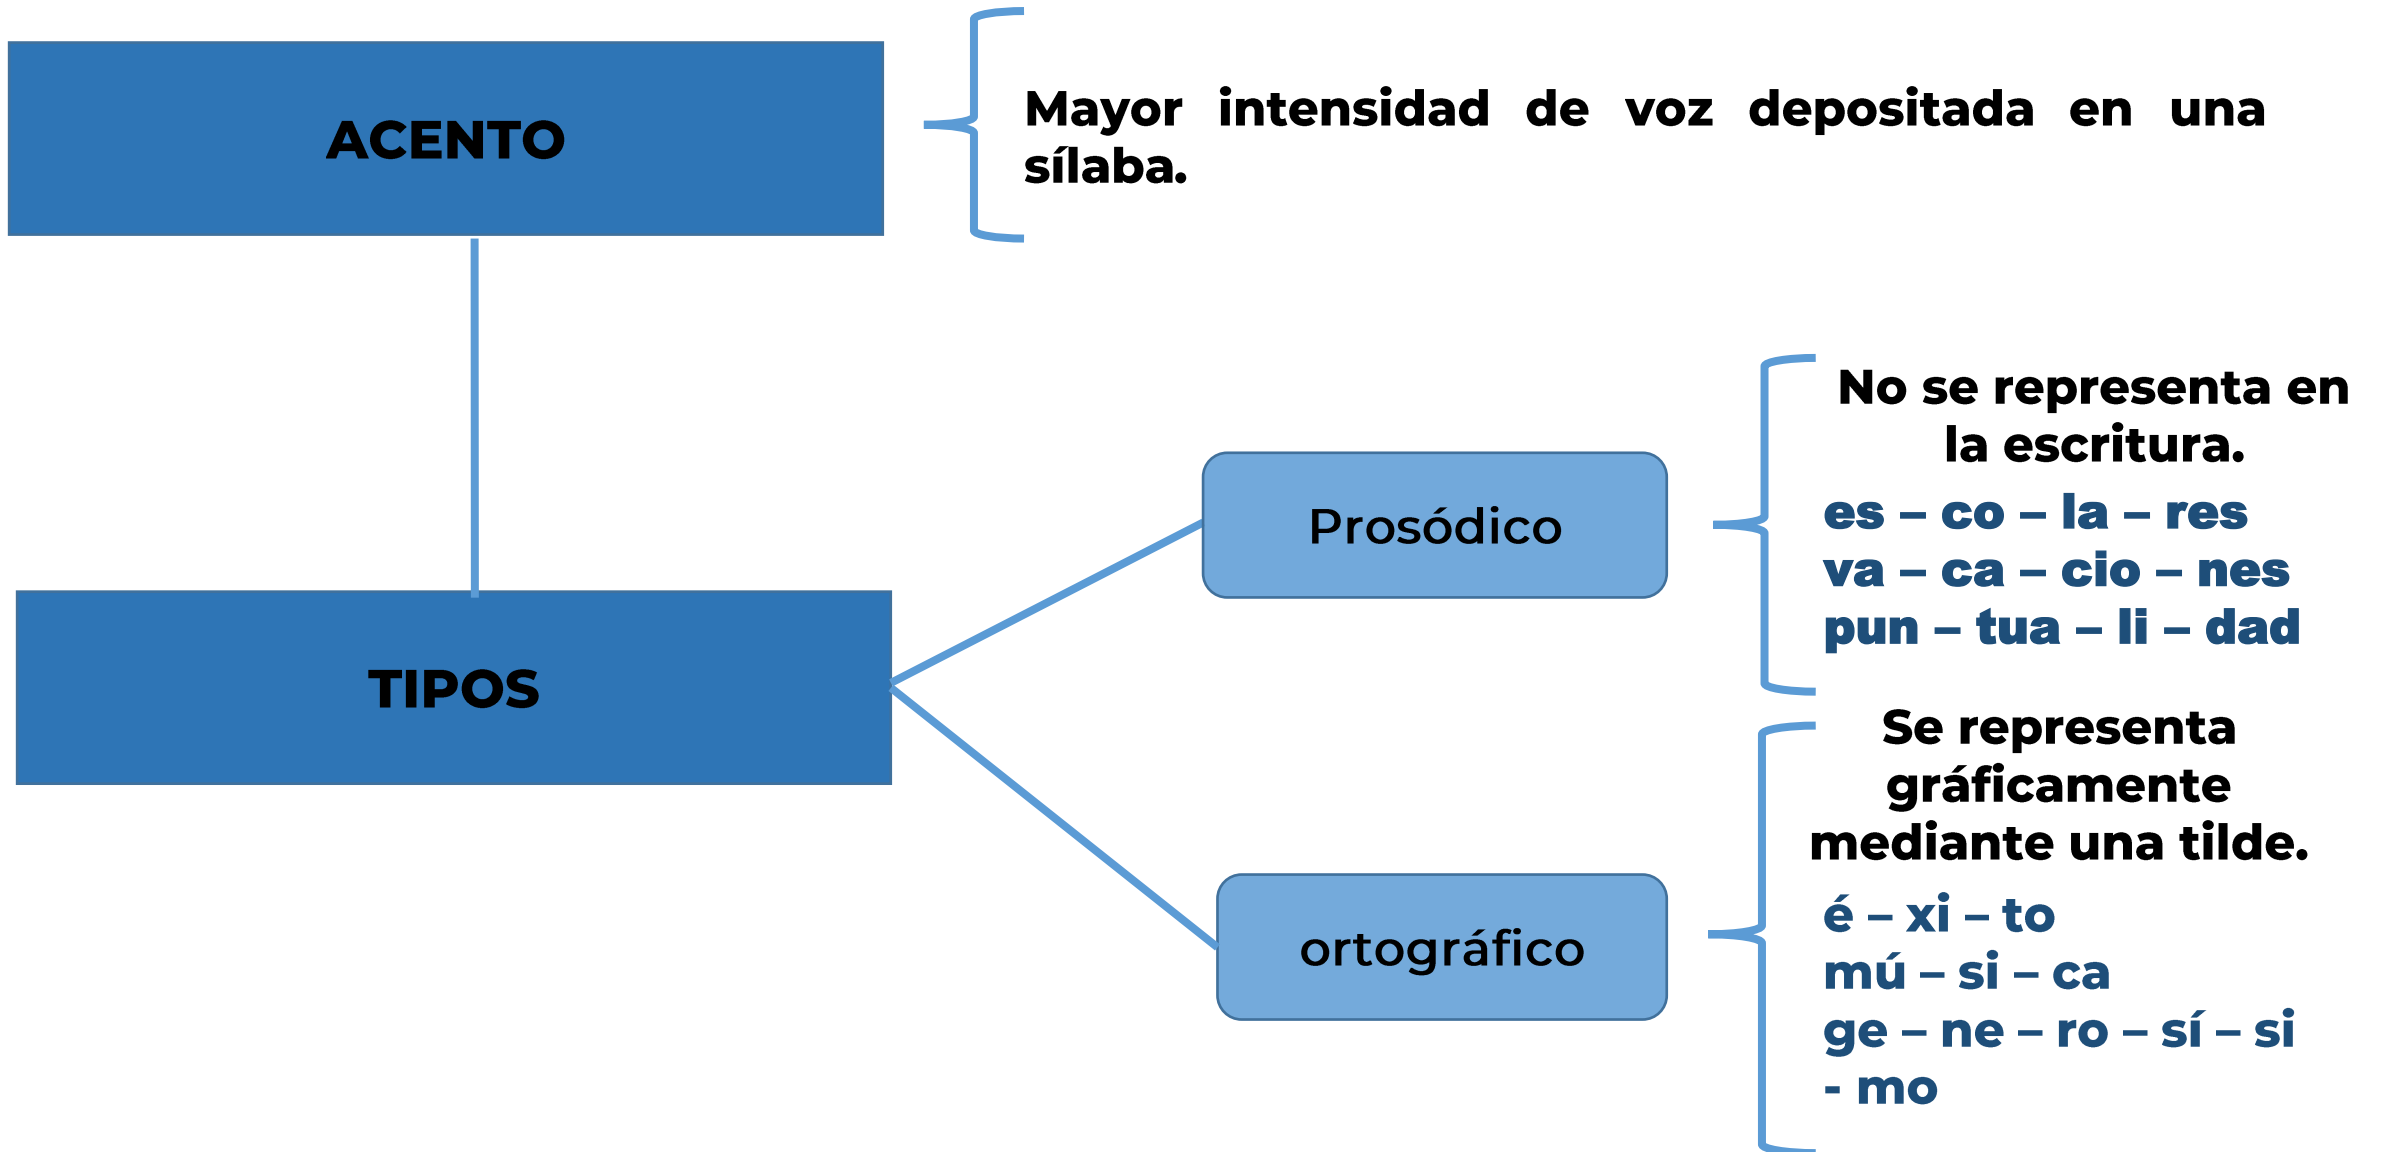 ACENTO
Mayor intensidad de voz depositada en una
sílaba.
No se representa en
la escritura.
Prosódico
es – co – la – res
va – ca – cio – nes
pun – tua – li – dad
TIPOS
Se representa
gráficamente
mediante una tilde.
ortográfico
é – xi – to
mú – si – ca
ge – ne – ro – sí – si
- mo